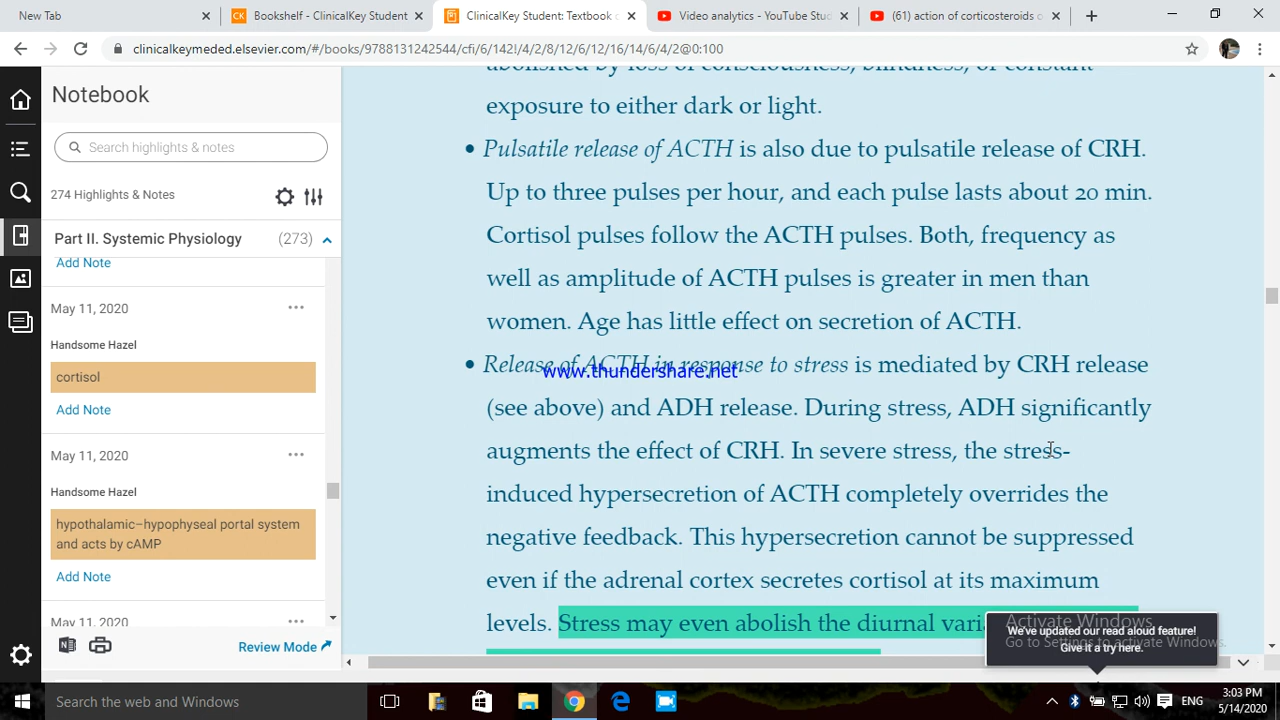 New Tab
Bookshelf - ClinicalKey Student
ClinicalKey Student: Textbook
Video analytics - YouTube Stu
(61) action of corticosteroids
clinicalkeymeded.elsevier.com/#/books/9788131242544/cfi/6/142!/4/2/8/12/6/12/16/14/6/4/2@0:100
Notebook
Search highlights & notes
274 Highlights & Notes
Part II. Systemic Physiology (273)
Add Note
May 11, 2020
Handsome Hazel
cortisol
Add Note
May 11, 2020
Handsome Hazel
hypothalamic–hypophyseal portal system
and acts by cAMP
Add Note
May 11, 2020
Review Mode
abolished by loss of consciousness, blindness, or constant
exposure to either dark or light.
• Pulsatile release of ACTH is also due to pulsatile release of CRH.
Up to three pulses per hour, and each pulse lasts about 20 min.
Cortisol pulses follow the ACTH pulses. Both, frequency as
well as amplitude of ACTH pulses is greater in men than
women. Age has little effect on secretion of ACTH.
• Release of ACTH in response to stress is mediated by CRH release
www.thundershare.net
(see above) and ADH release. During stress, ADH significantly
augments the effect of CRH. In severe stress, the stress-
induced hypersecretion of ACTH completely overrides the
negative feedback. This hypersecretion cannot be suppressed
even if the adrenal cortex secretes cortisol at its maximum
levels. Stress may even abolish the diurnal
Activate Windows
Go to Settings to activate Windows.
We've updated our read aloud feature!
Give it a try here.
Search the web and Windows
ENG
3:03 PM
5/14/2020